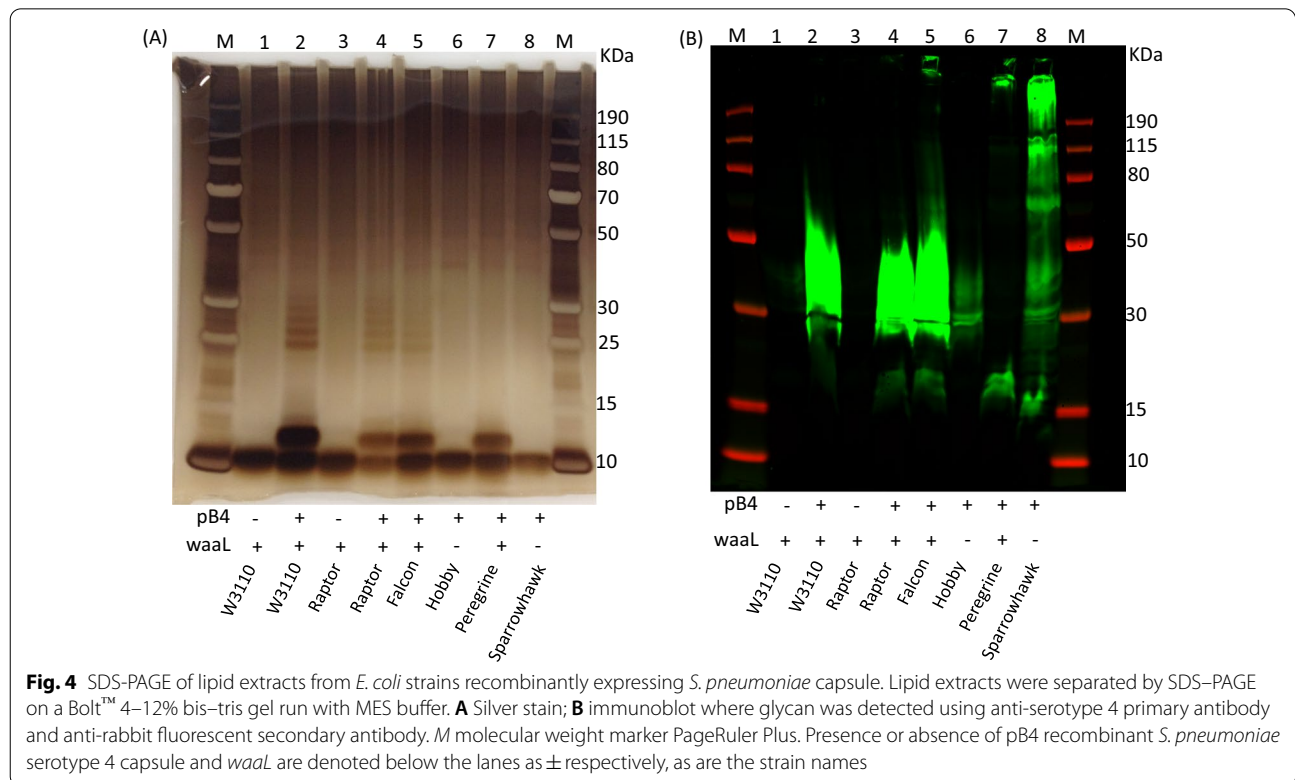 (A) M 1 2 3 4 5 6 7 8 M
KDa
190
115
80
70
50
30
25
15
10
pB4 - + - + + + + +
waaL + + + + + - + -
W3110 W3110 Raptor Raptor Falcon Hobby Peregrine Sparrowhawk
(B) M 1 2 3 4 5 6 7 8 M
KDa
190
115
80
50
30
15
10
pB4 - + - + + + + +
waaL + + + + + - + -
W3110 W3110 Raptor Raptor Falcon Hobby Peregrine Sparrowhawk
Fig. 4 SDS-PAGE of lipid extracts from E. coli strains recombinantly expressing S. pneumoniae capsule. Lipid extracts were separated by SDS–PAGE
on a Bolt™ 4–12% bis–tris gel run with MES buffer. A Silver stain; B immunoblot where glycan was detected using anti-serotype 4 primary antibody
and anti-rabbit fluorescent secondary antibody. M molecular weight marker PageRuler Plus. Presence or absence of pB4 recombinant S. pneumoniae
serotype 4 capsule and waaL are denoted below the lanes as ± respectively, as are the strain names